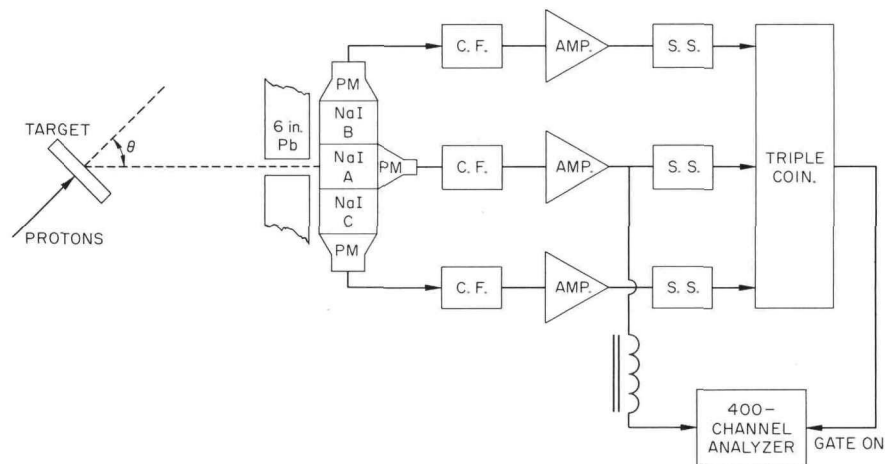 C. F.
AMP.
S. S.
PM
NaI
B
6 in.
Pb
TARGET
θ
NaI
A
PM
C. F.
AMP.
S. S.
TRIPLE
COIN.
NaI
C
PROTONS
PM
C. F.
AMP.
S. S.
400-
CHANNEL
ANALYZER
GATE ON